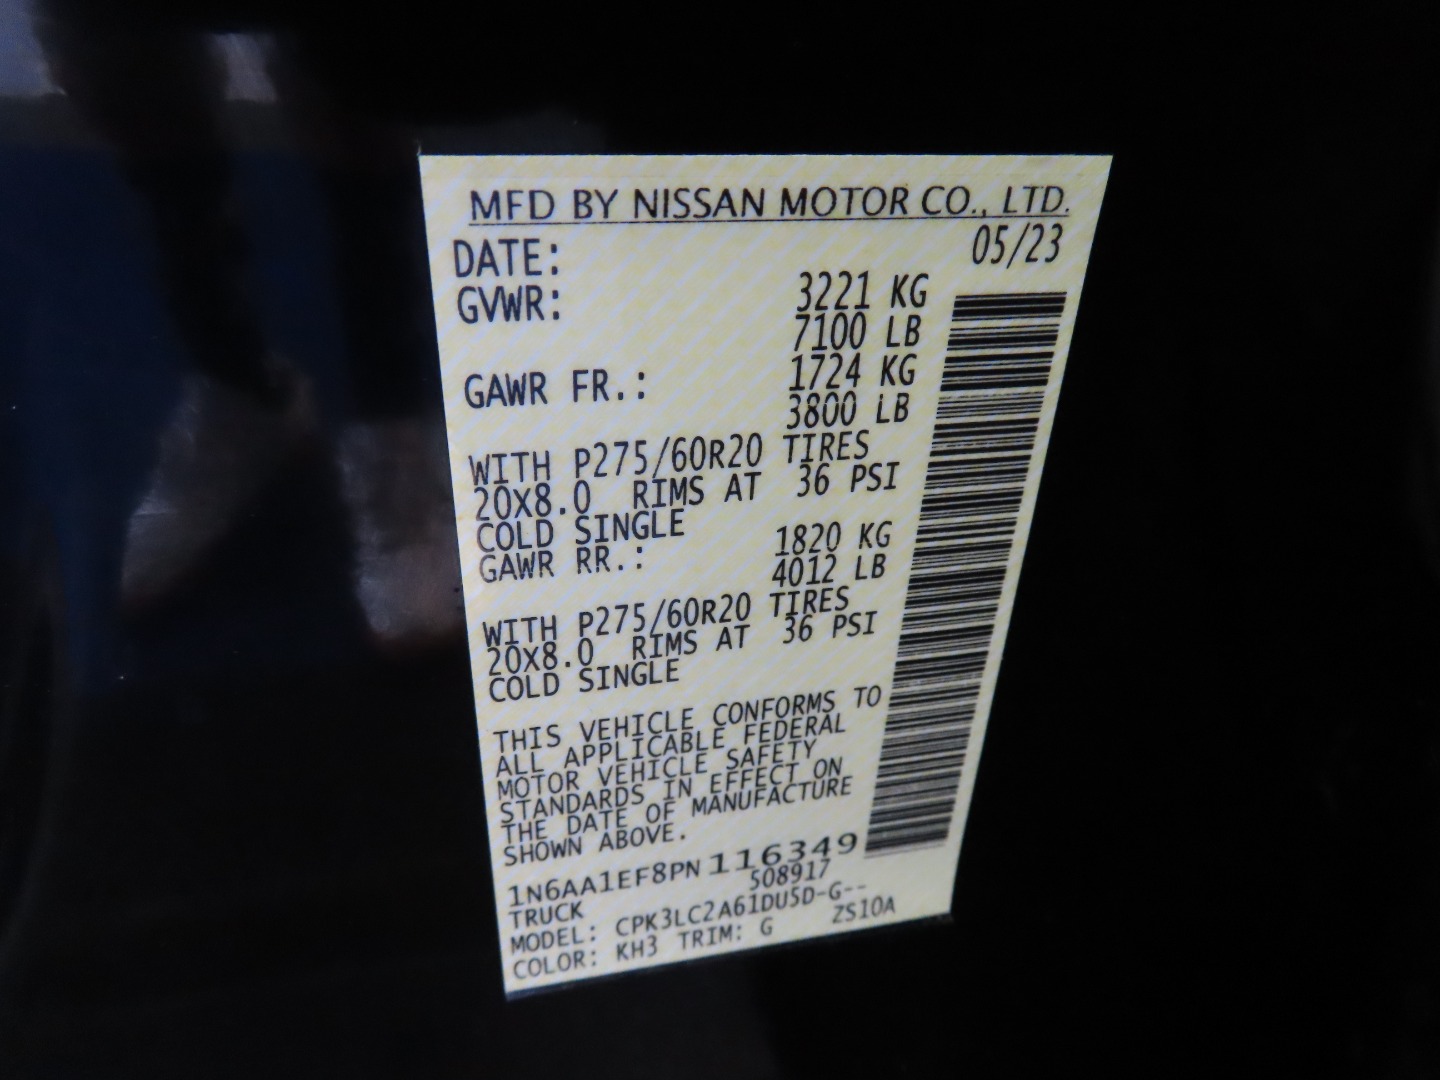 MFD BY NISSAN MOTOR CO., LTD.
DATE: 05/23
GVWR: 3221 KG
7100 LB
GAWR FR.: 1724 KG
3800 LB
WITH P275/60R20 TIRES
20X8.0 RIMS AT 36 PSI
COLD SINGLE
GAWR RR.: 1820 KG
4012 LB
WITH P275/60R20 TIRES
20X8.0 RIMS AT 36 PSI
COLD SINGLE
THIS VEHICLE CONFORMS TO
ALL APPLICABLE FEDERAL
MOTOR VEHICLE SAFETY
STANDARDS IN EFFECT ON
THE DATE OF MANUFACTURE
SHOWN ABOVE.
1N6AA1EF8PN116349
TRUCK 508917
MODEL: CPK3LC2A61DU5D-G--
COLOR: KH3 TRIM: G ZS10A